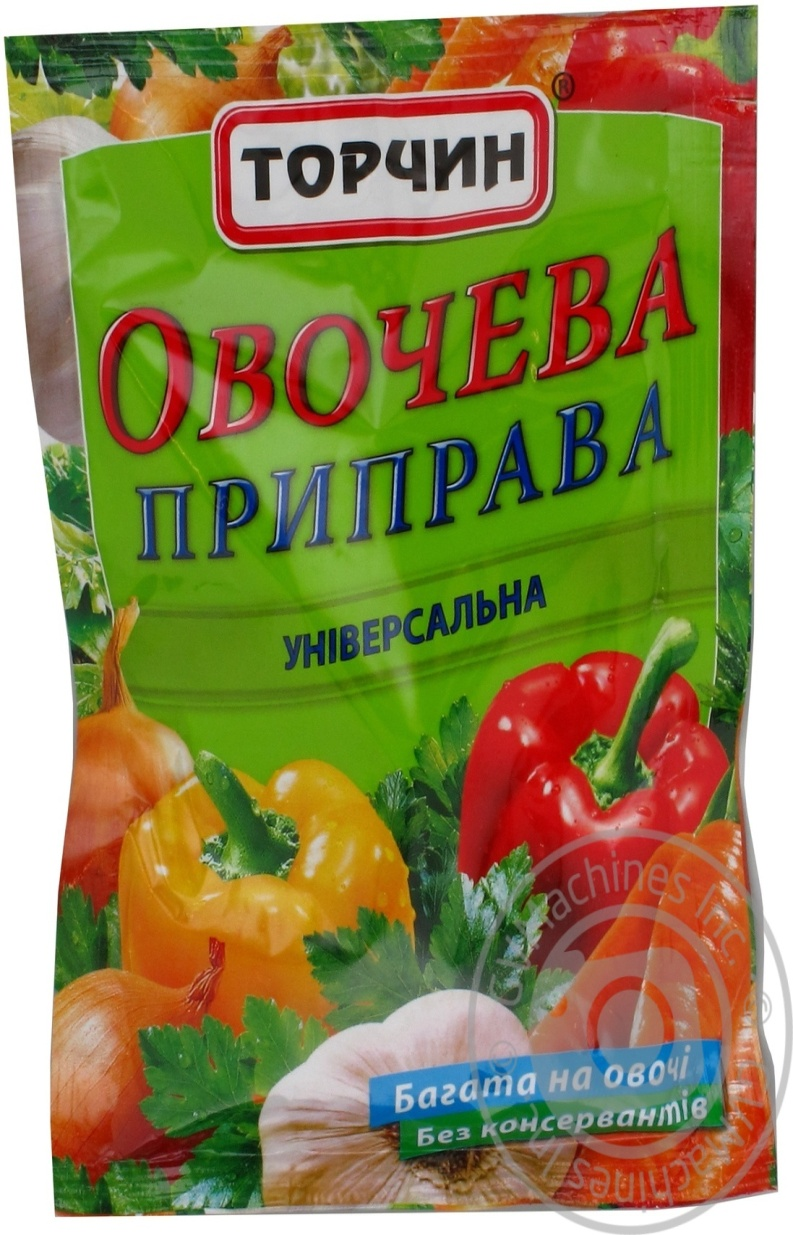 ТОРЧИН
®
ОВОЧЕВА
ПРИПРАВА
УНІВЕРСАЛЬНА
Багата на овочі
Без консервантів